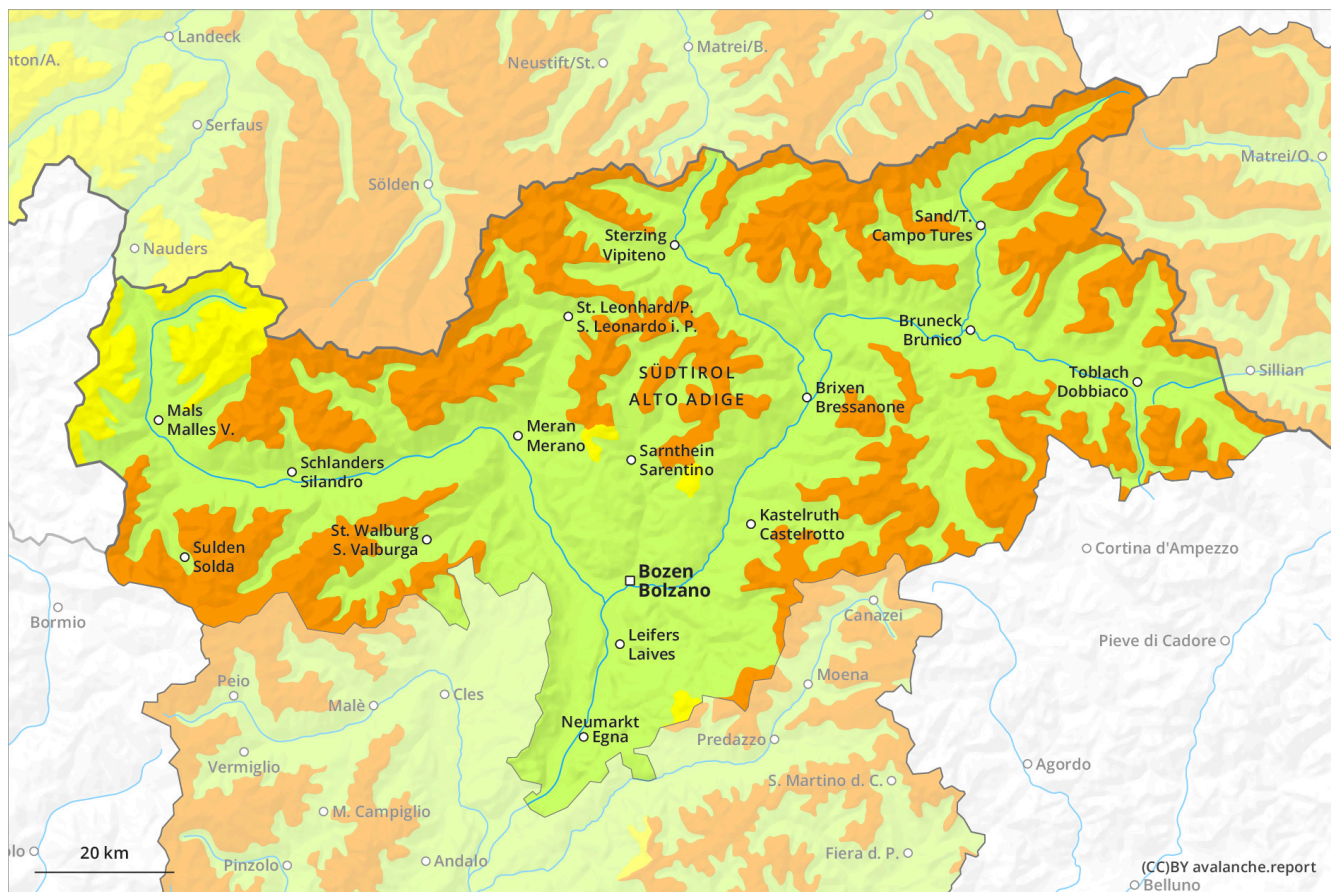 Landeck
nton/A.
Matrei/B.
Neustift/St.
Serfaus
Matrei/O.
Sölden
Sand/T.
Campo Tures
Sterzing
Vipiteno
Nauders
St. Leonhard/P.
S. Leonardo i. P.
Bruneck
Brunico
SÜDTIROL
ALTO ADIGE
Toblach
Dobbiaco
Sillian
Brixen
Bressanone
Mals
Malles V.
Meran
Merano
Sarnthein
Sarentino
Schlanders
Silandro
Kastelruth
Castelrotto
St. Walburg
S. Valburga
Sulden
Solda
Cortina d'Ampezzo
Bozen
Bolzano
Bormio
Canazei
Leifers
Laives
Pieve di Cadore
Peio
Moena
Cles
Malè
Neumarkt
Egna
Predazzo
Vermiglio
Agordo
S. Martino d. C.
M. Campiglio
20 km
olo
Pinzolo
Andalo
Fiera d. P.
(CC)BY avalanche.report
Belluno